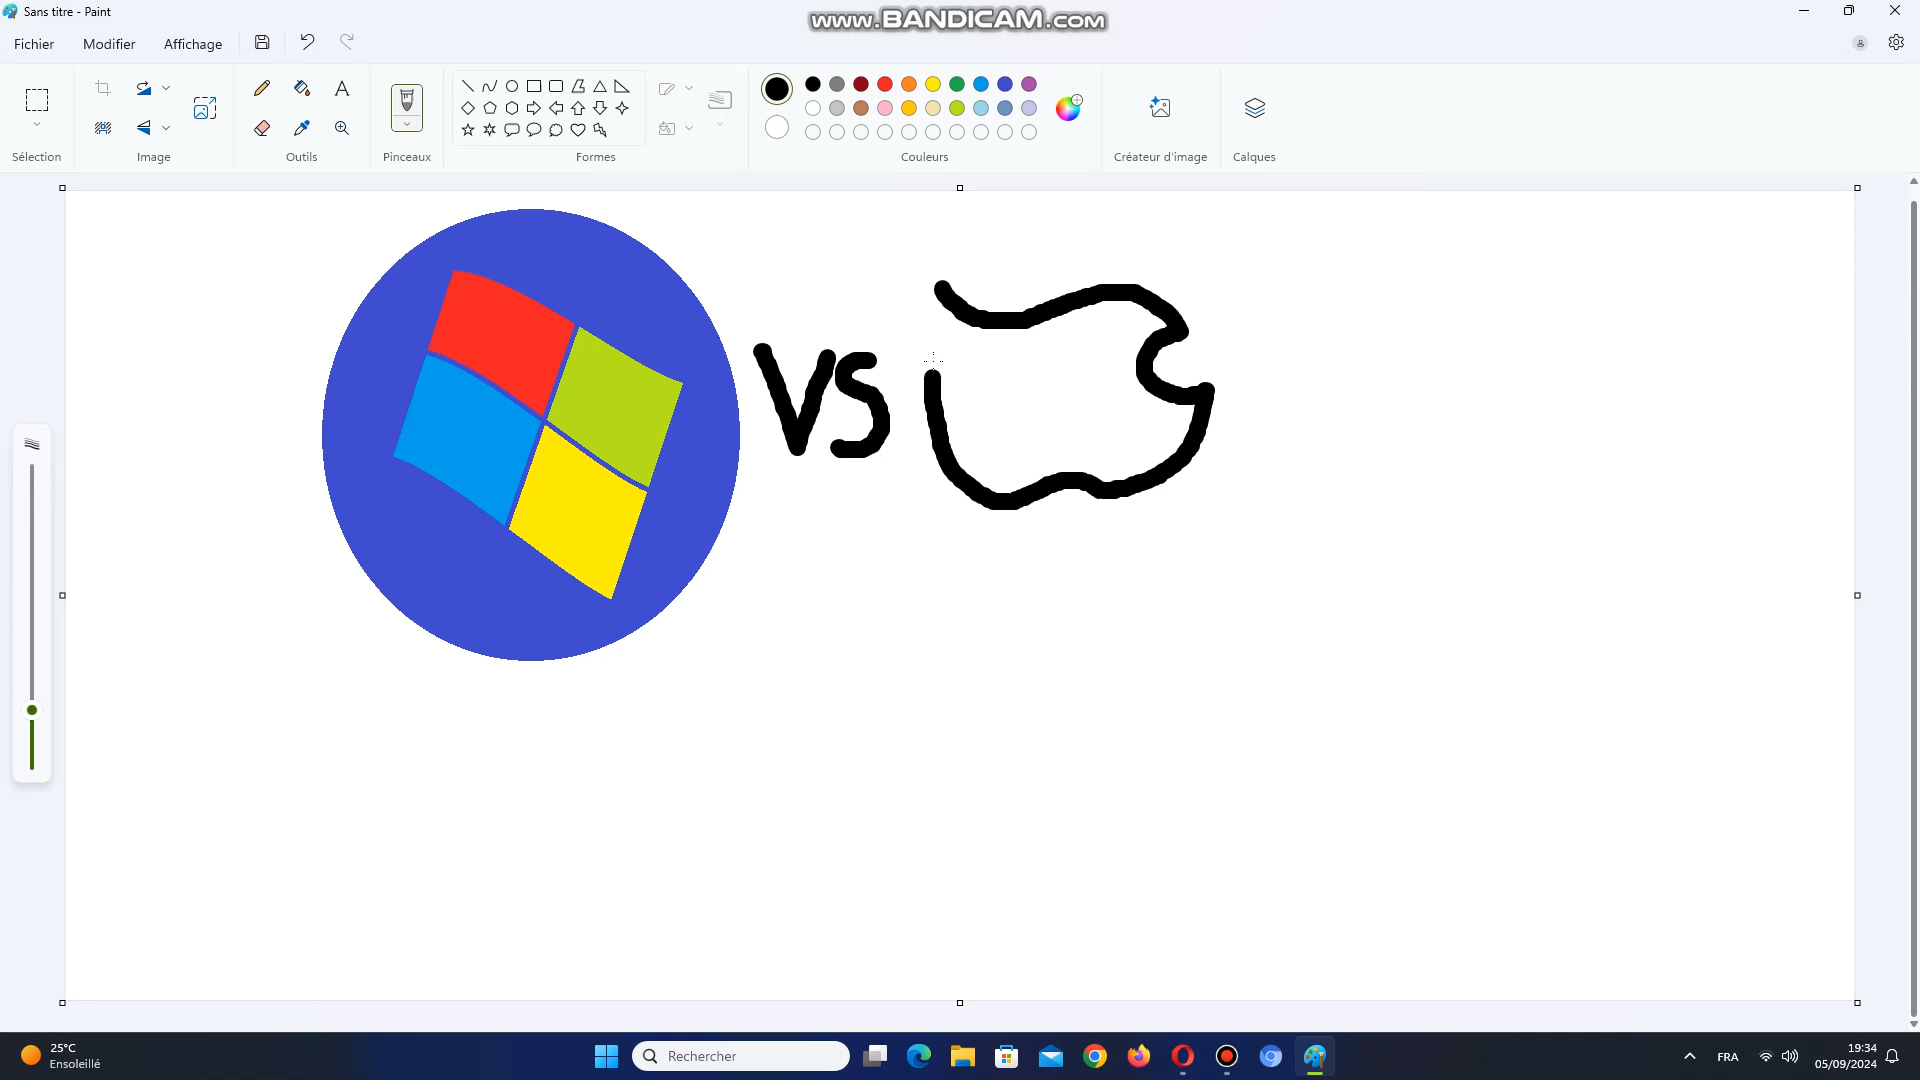 Sans titre - Paint
www.BANDICAM.com
Fichier
Modifier
Affichage
Sélection
Image
Outils
Pinceaux
Formes
Couleurs
Créateur d'image
Calques
VS
25°C
Ensoleillé
Rechercher
FRA
19:34
05/09/2024